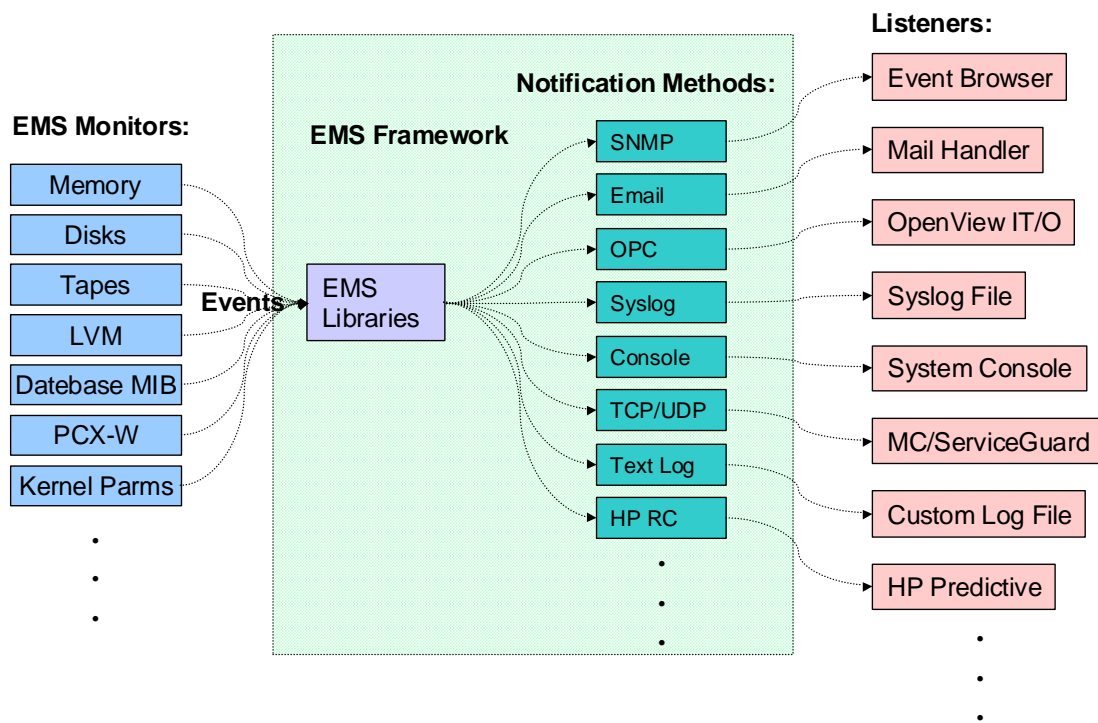 Listeners:
Event Browser
Notification Methods:
EMS Monitors:
EMS Framework
SNMP
Mail Handler
Memory
Email
Disks
OPC
OpenView IT/O
Tapes
Events
EMS
Libraries
Syslog
Syslog File
LVM
Console
System Console
Datebase MIB
TCP/UDP
PCX-W
MC/ServiceGuard
Kernel Parms
Text Log
Custom Log File
HP RC
HP Predictive